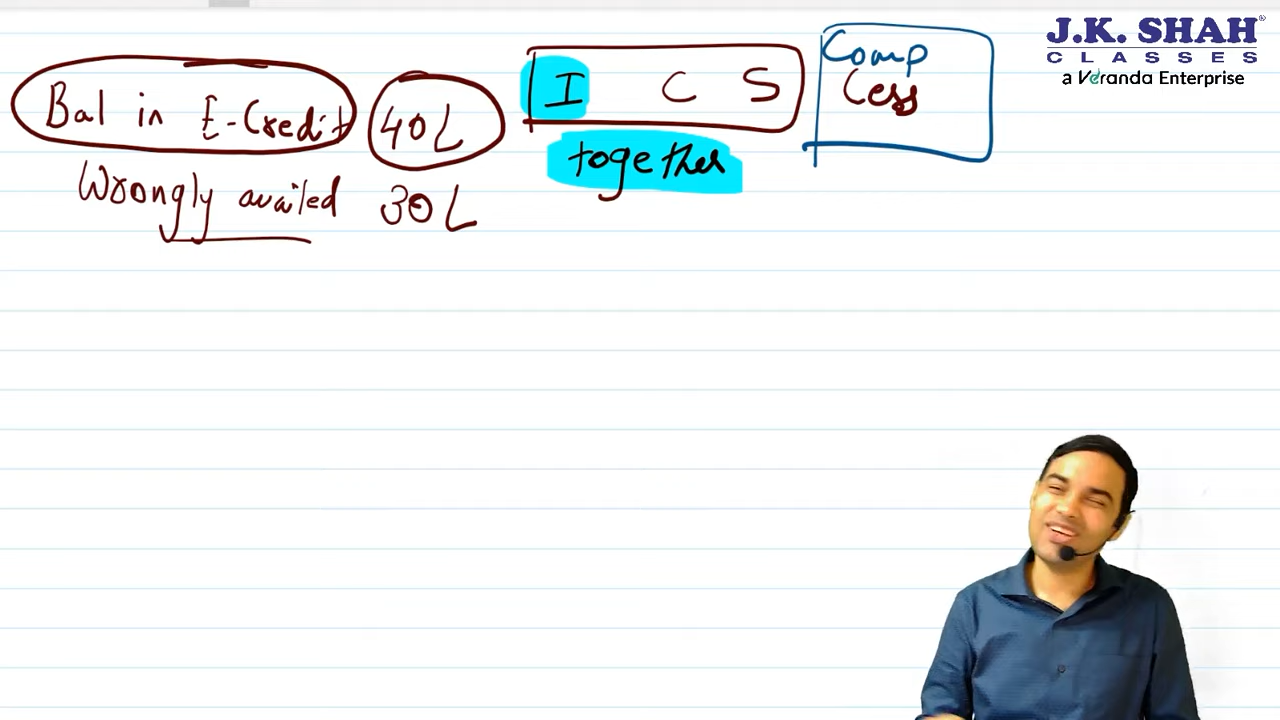 Bal in E-Credit 40L I C S Comp Cess
together
Wrongly availed 30L
J.K. SHAH®
CLASSES
a Veranda Enterprise